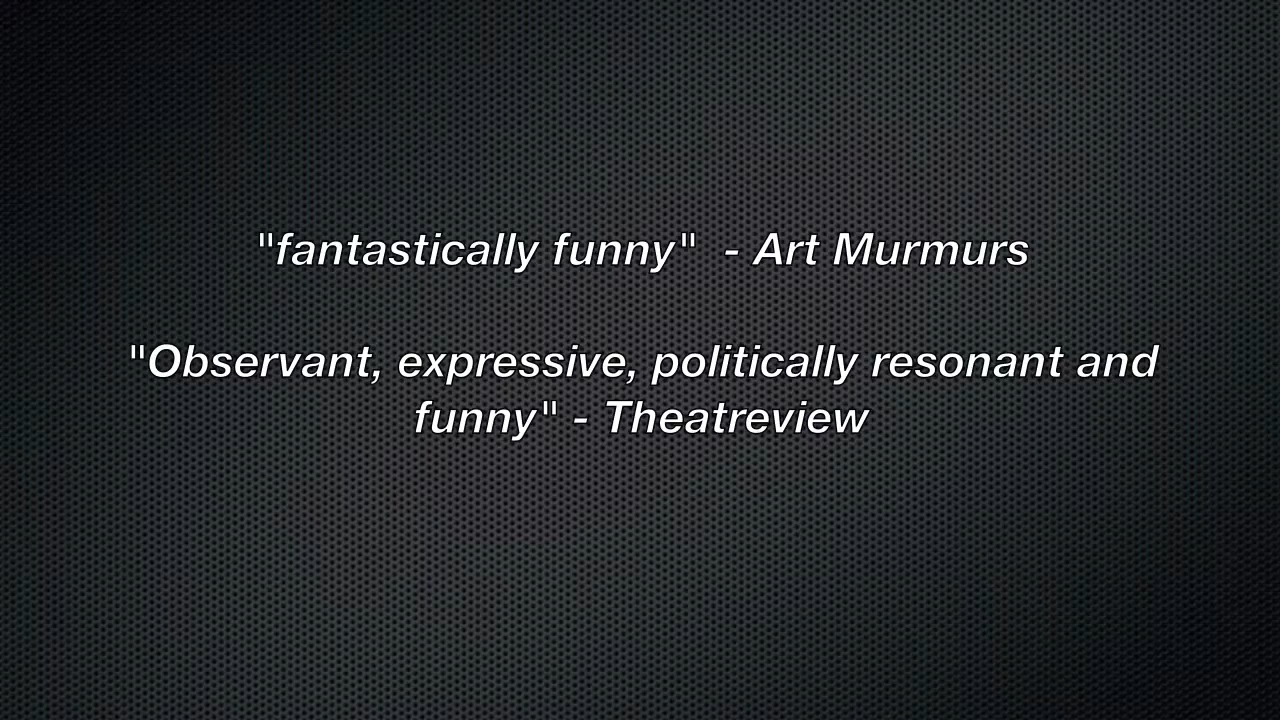 "fantastically funny"  - Art Murmurs
"Observant, expressive, politically resonant and
funny" - Theatreview